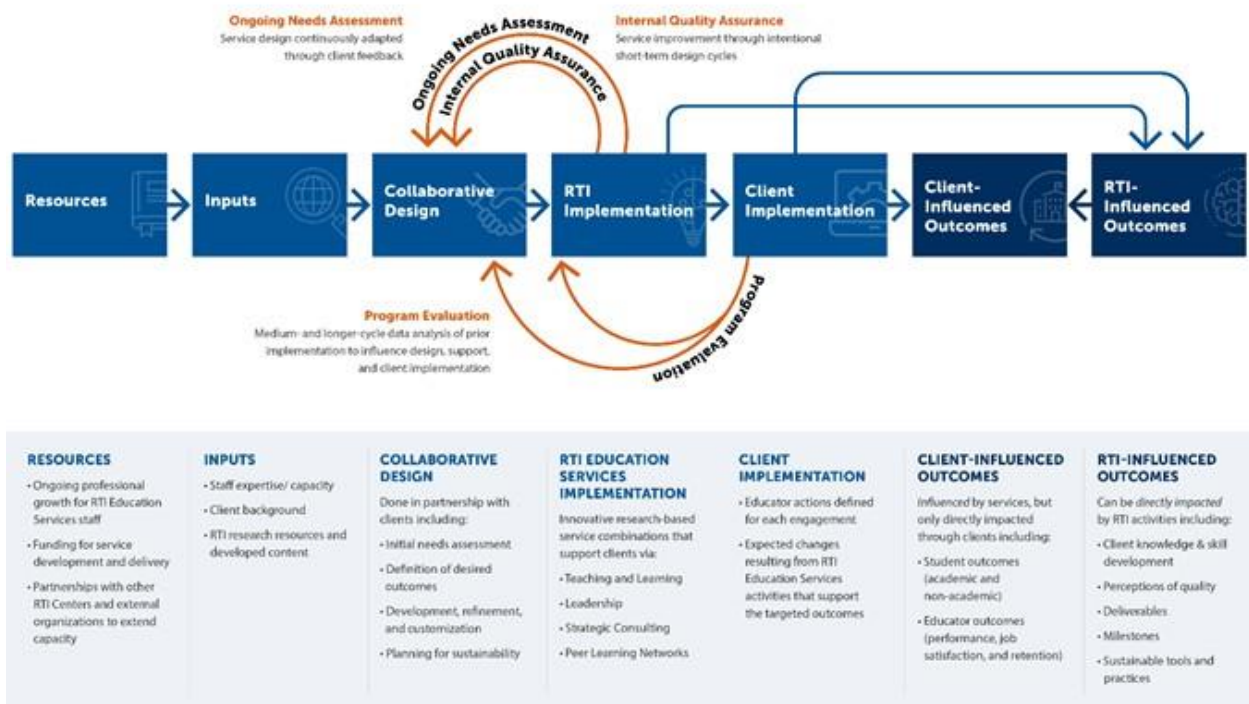 Ongoing Needs Assessment
Service design continuously adapted
through client feedback
Ongoing Needs Assessment
Internal Quality Assurance
Internal Quality Assurance
Service improvement through intentional
short-term design cycles
Resources
Inputs
Collaborative
Design
RTI
Implementation
Client
Implementation
Client-
Influenced
Outcomes
RTI-
Influenced
Outcomes
Program Evaluation
Medium- and longer-cycle data analysis of prior
implementation to influence design, support,
and client implementation
Program Evaluation
RESOURCES
• Ongoing professional
growth for RTI Education
Services staff
• Funding for service
development and delivery
• Partnerships with other
RTI Centers and external
organizations to extend
capacity
INPUTS
• Staff expertise/ capacity
• Client background
• RTI research resources and
developed content
COLLABORATIVE
DESIGN
Done in partnership with
clients including:
• Initial needs assessment
• Definition of desired
outcomes
• Development, refinement,
and customization
• Planning for sustainability
RTI EDUCATION
SERVICES
IMPLEMENTATION
Innovative research-based
service combinations that
support clients via:
• Teaching and Learning
• Leadership
• Strategic Consulting
• Peer Learning Networks
CLIENT
IMPLEMENTATION
• Educator actions defined
for each engagement
• Expected changes
resulting from RTI
Education Services
activities that support
the targeted outcomes
CLIENT-INFLUENCED
OUTCOMES
Influenced by services, but
only directly impacted
through clients including:
• Student outcomes
(academic and
non-academic)
• Educator outcomes
(performance, job
satisfaction, and retention)
RTI-INFLUENCED
OUTCOMES
Can be directly impacted
by RTI activities including:
• Client knowledge & skill
development
• Perceptions of quality
• Deliverables
• Milestones
• Sustainable tools and
practices